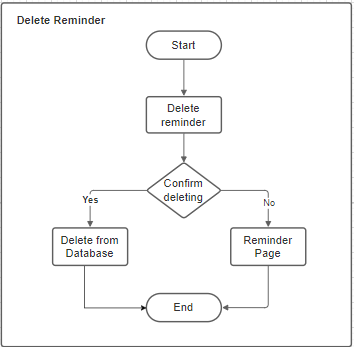 Delete Reminder
Start
Delete
reminder
Confirm
deleting
Yes
No
Delete from
Database
Reminder
Page
End